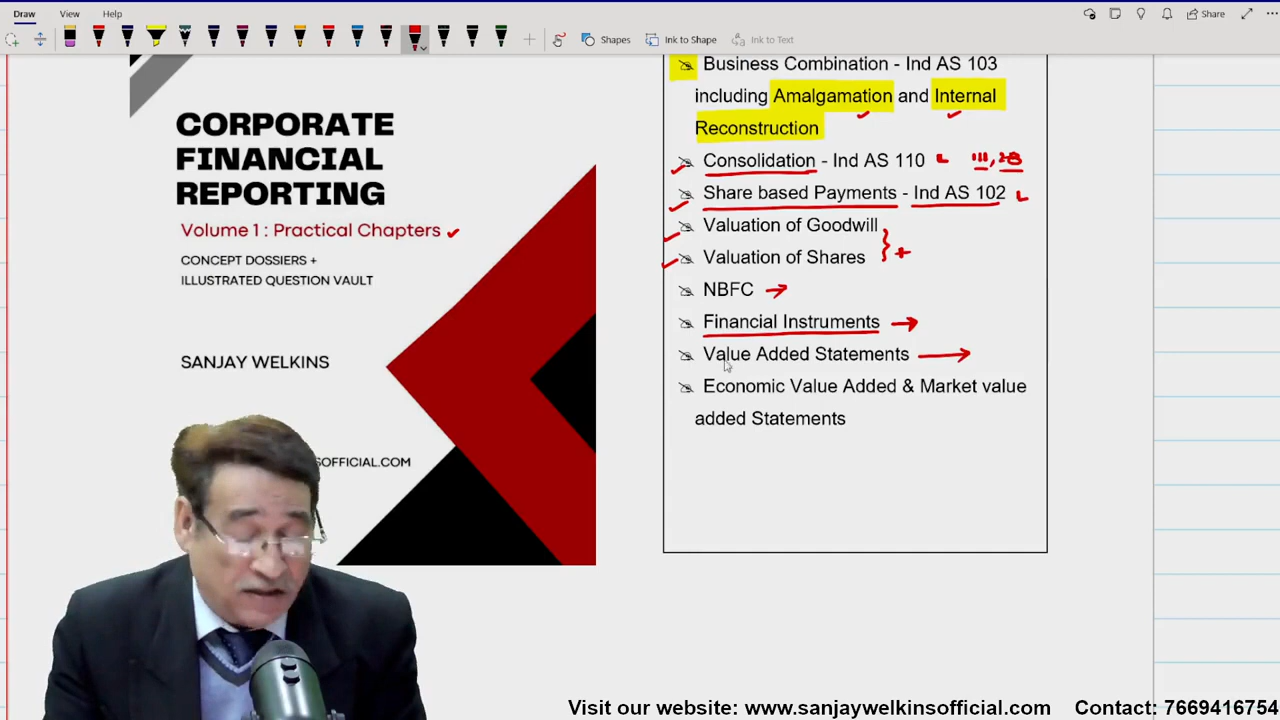 Draw View Help
Share
Shapes Ink to Shape Ink to Text
CORPORATE
FINANCIAL
REPORTING
Volume 1 : Practical Chapters
CONCEPT DOSSIERS +
ILLUSTRATED QUESTION VAULT
SANJAY WELKINS
SOFFICIAL.COM
Business Combination - Ind AS 103
including Amalgamation and Internal
Reconstruction
Consolidation - Ind AS 110 111, 28
Share based Payments - Ind AS 102
Valuation of Goodwill
Valuation of Shares
NBFC
Financial Instruments
Value Added Statements
Economic Value Added & Market value
added Statements
Visit our website: www.sanjaywelkinsofficial.com Contact: 7669416754